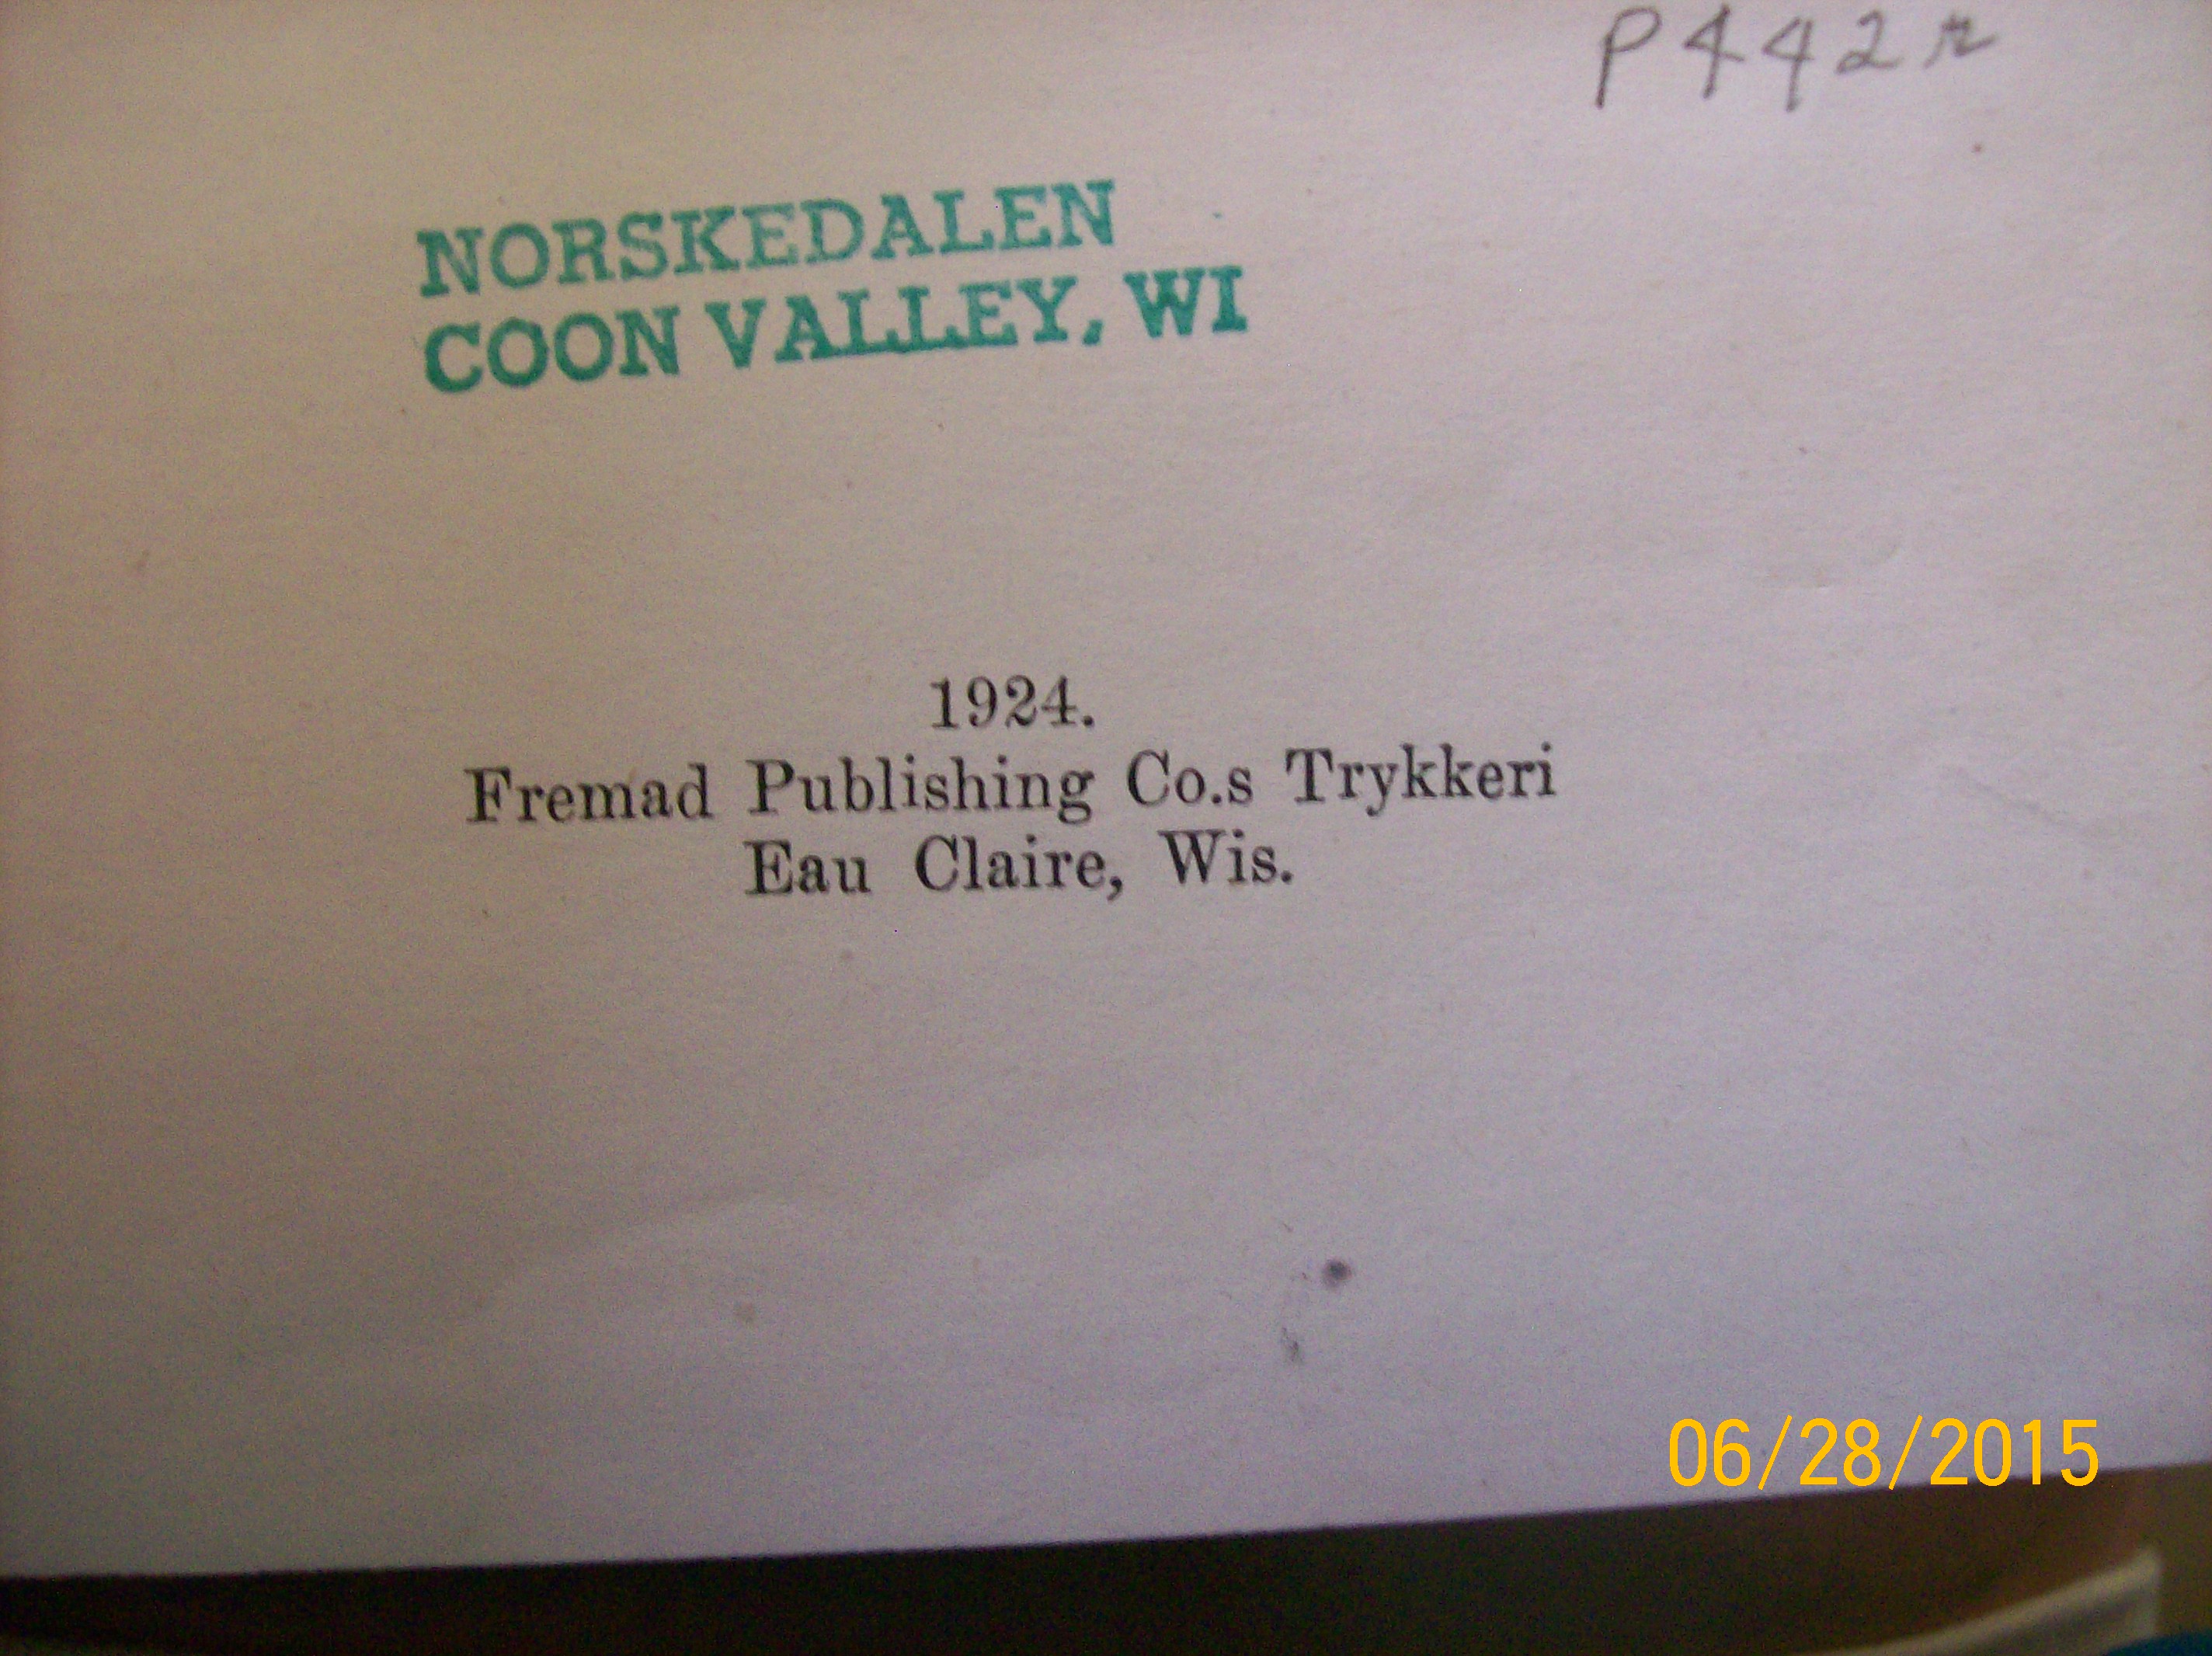 P442r
NORSKEDALEN
COON VALLEY, WI
1924.
Fremad Publishing Co.s Trykkeri
Eau Claire, Wis.
06/28/2015